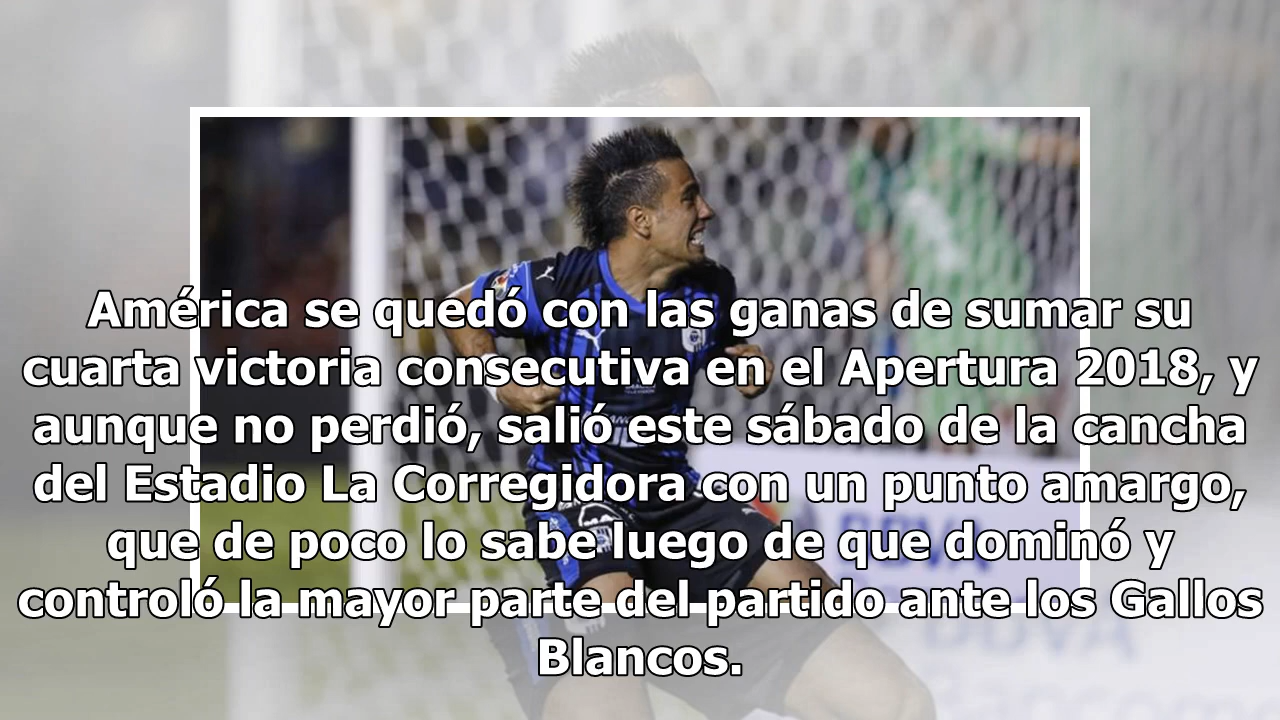 América se quedó con las ganas de sumar su
cuarta victoria consecutiva en el Apertura 2018, y
aunque no perdió, salió este sábado de la cancha
del Estadio La Corregidora con un punto amargo,
que de poco lo sabe luego de que dominó y
controló la mayor parte del partido ante los Gallos
Blancos.
BBVA